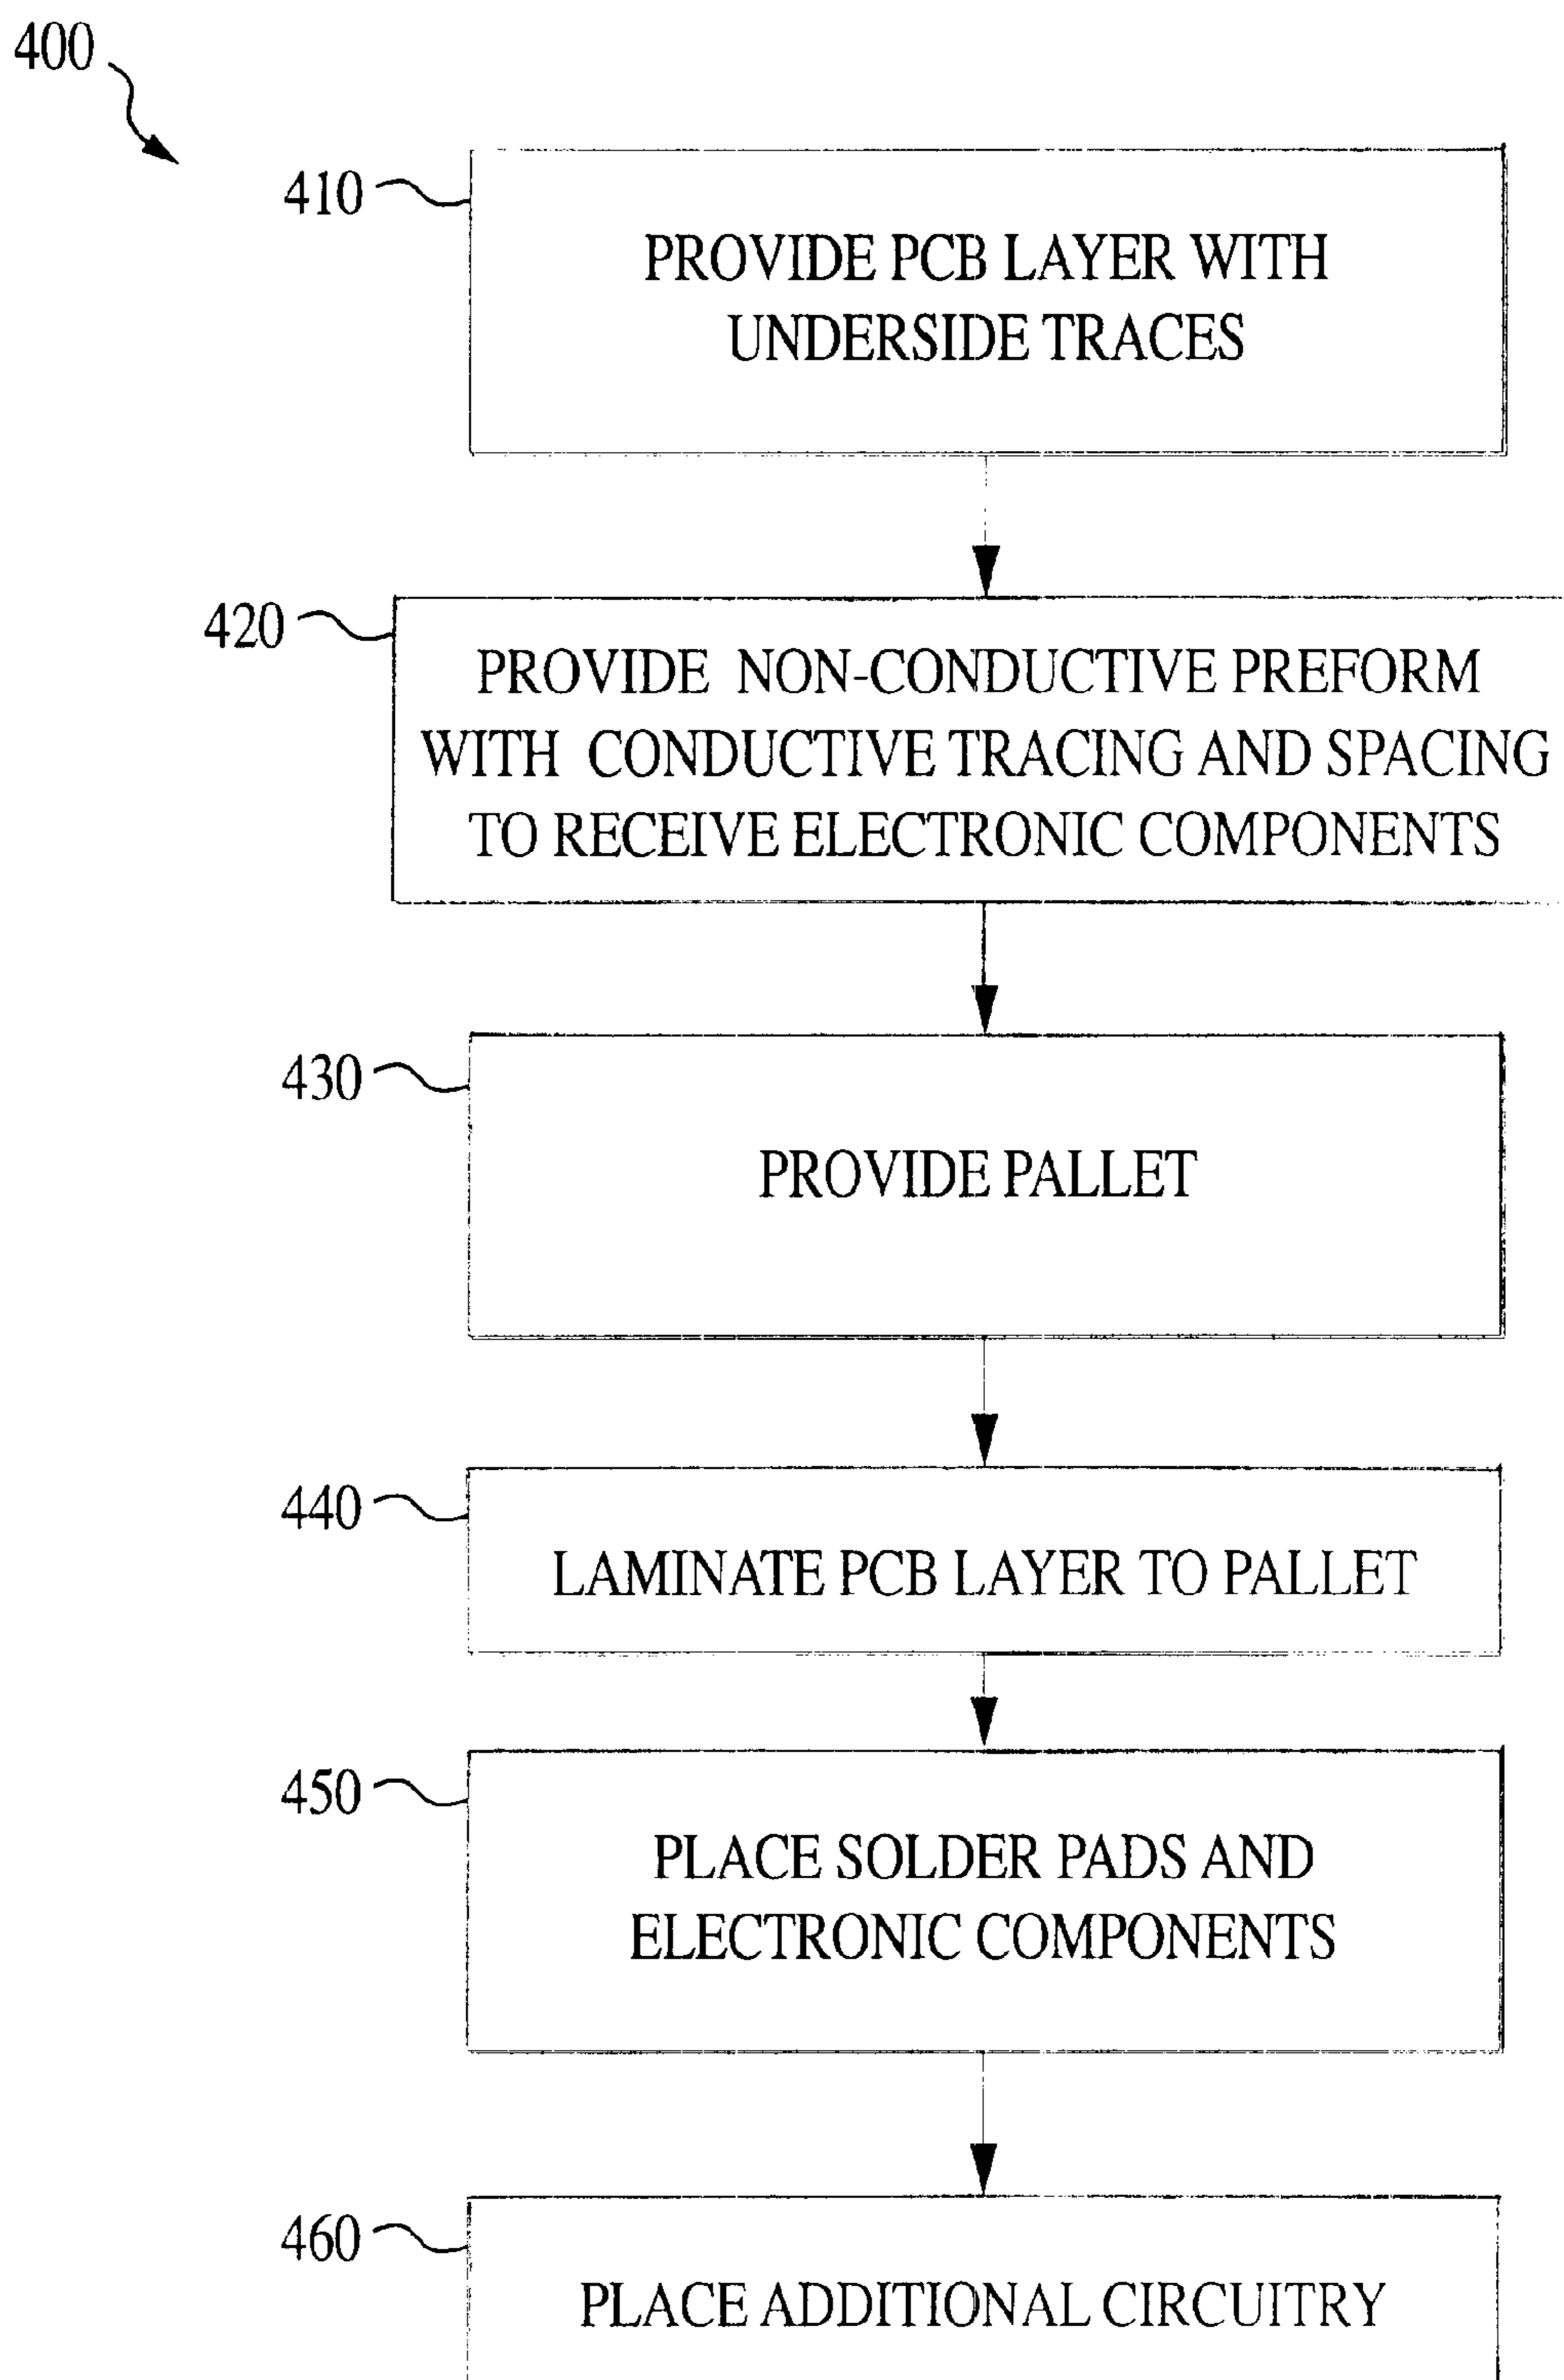 400
410
PROVIDE PCB LAYER WITH
UNDERSIDE TRACES
420
PROVIDE NON-CONDUCTIVE PREFORM
WITH CONDUCTIVE TRACING AND SPACING
TO RECEIVE ELECTRONIC COMPONENTS
430
PROVIDE PALLET
440
LAMINATE PCB LAYER TO PALLET
450
PLACE SOLDER PADS AND
ELECTRONIC COMPONENTS
460
PLACE ADDITIONAL CIRCUITRY